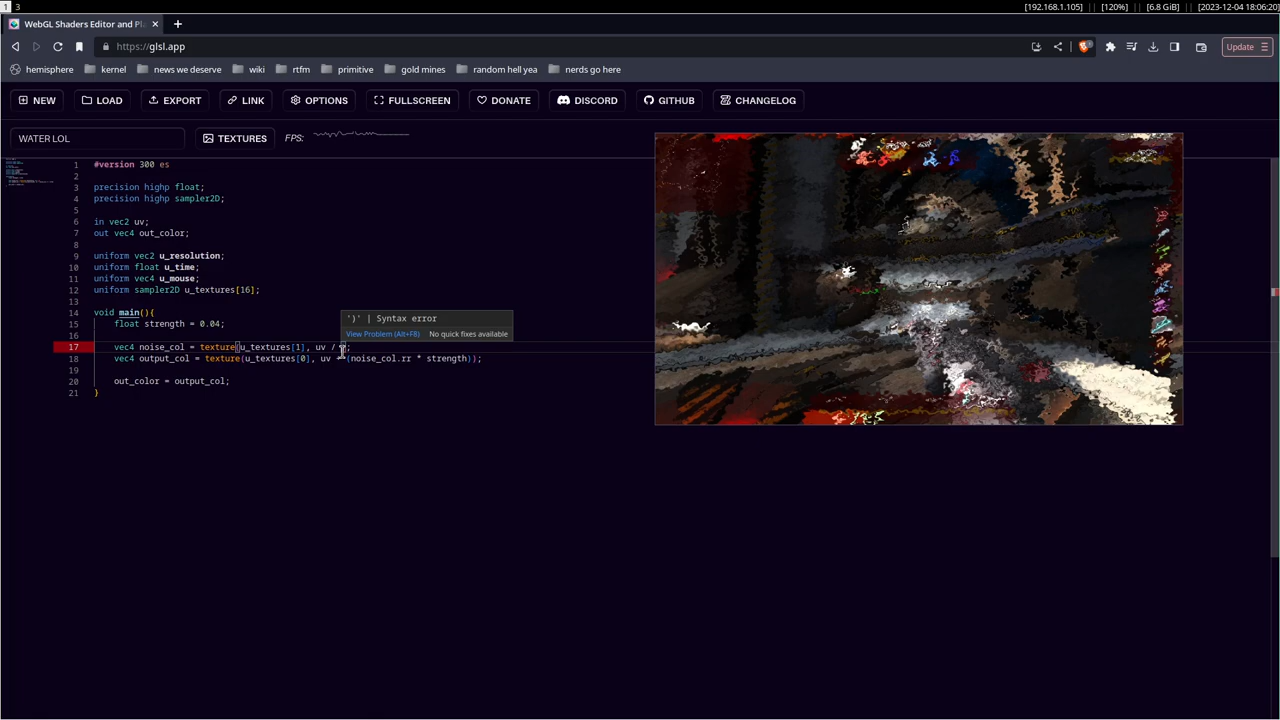 1 3 [192.168.1.105] || [120%] || [6.8 GiB] || [2023-12-04 18:06:20]
WebGL Shaders Editor and Pla
https://glsl.app Update
hemisphere kernel news we deserve wiki rtfm primitive gold mines random hell yea nerds go here
NEW LOAD EXPORT LINK OPTIONS FULLSCREEN DONATE DISCORD GITHUB CHANGELOG
WATER LOL TEXTURES FPS:
1 #version 300 es
2
3 precision highp float;
4 precision highp sampler2D;
5
6 in vec2 uv;
7 out vec4 out_color;
8
9 uniform vec2 u_resolution;
10 uniform float u_time;
11 uniform vec4 u_mouse;
12 uniform sampler2D u_textures[16];
13
14 void main(){
15 float strength = 0.04;
')' | Syntax error
16
View Problem (Alt+F8) No quick fixes available
17 vec4 noise_col = texture(u_textures[1], uv / );
18 vec4 output_col = texture(u_textures[0], uv (noise_col.rr * strength));
19
20 out_color = output_col;
21 }